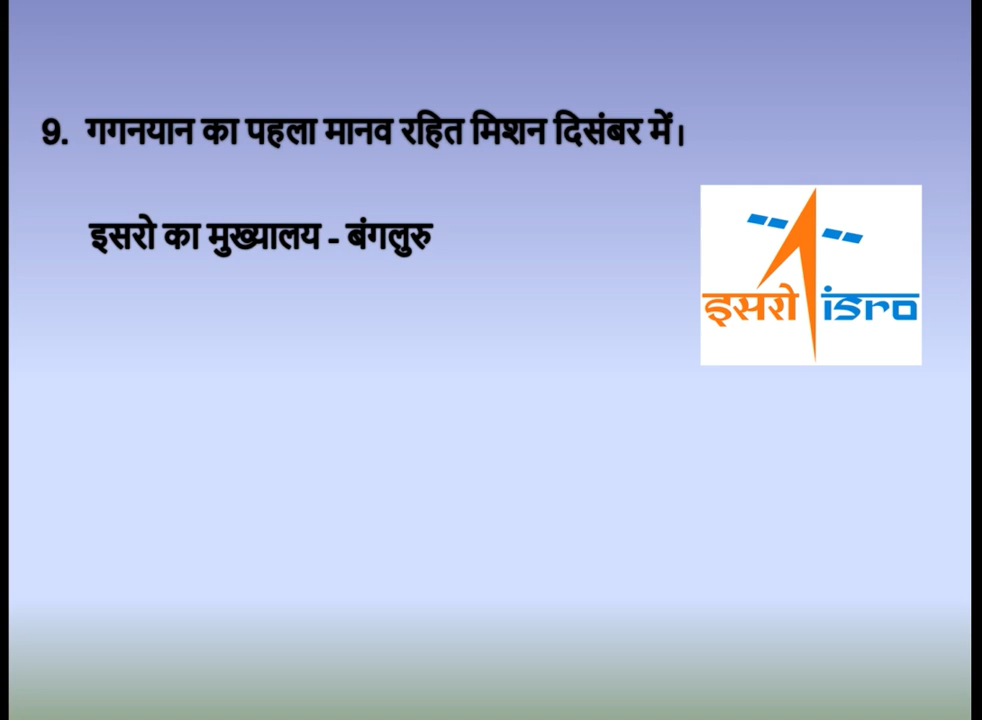 9. गगनयान का पहला मानव रहित मिशन दिसंबर में।
इसरो का मुख्यालय - बंगलुरु
इसरो isro